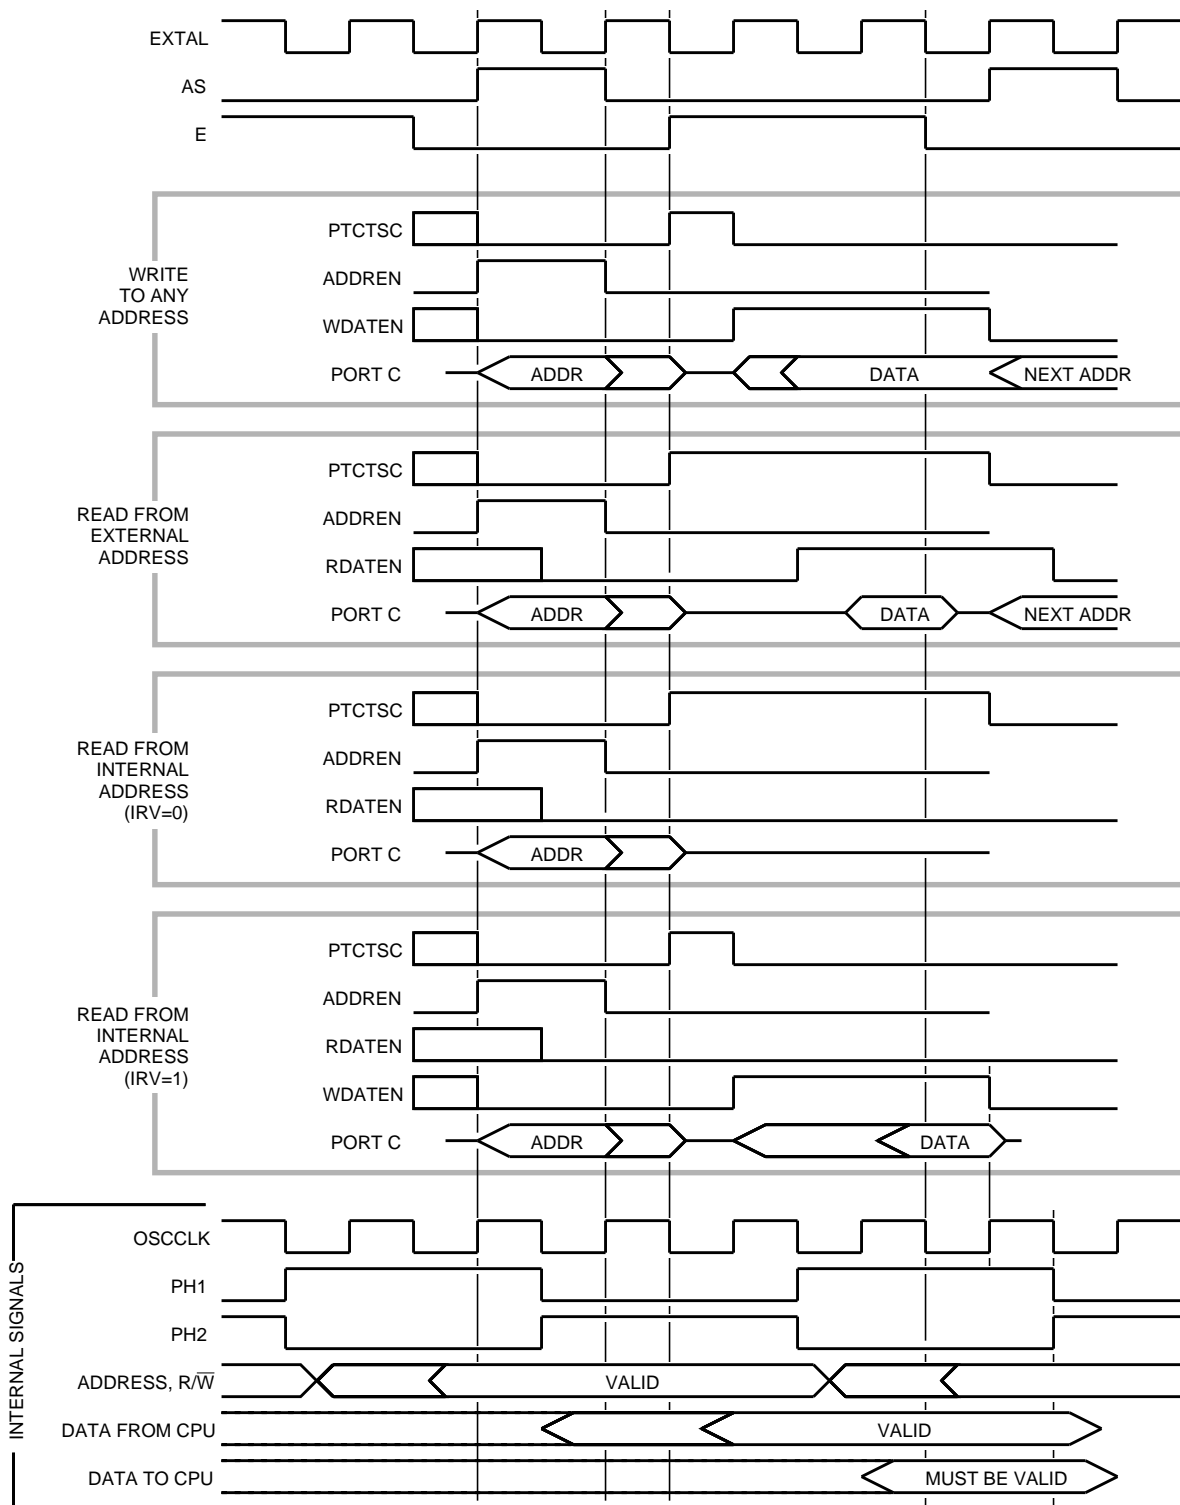 EXTAL
AS
E
WRITE
TO ANY
ADDRESS
PTCTSC
ADDREN
WDATEN
PORT C
ADDR
DATA
NEXT ADDR
READ FROM
EXTERNAL
ADDRESS
PTCTSC
ADDREN
RDATEN
PORT C
ADDR
DATA
NEXT ADDR
READ FROM
INTERNAL
ADDRESS
(IRV=0)
PTCTSC
ADDREN
RDATEN
PORT C
ADDR
READ FROM
INTERNAL
ADDRESS
(IRV=1)
PTCTSC
ADDREN
RDATEN
WDATEN
PORT C
ADDR
DATA
INTERNAL SIGNALS
OSCCLK
PH1
PH2
ADDRESS, R/W̅
VALID
DATA FROM CPU
VALID
DATA TO CPU
MUST BE VALID